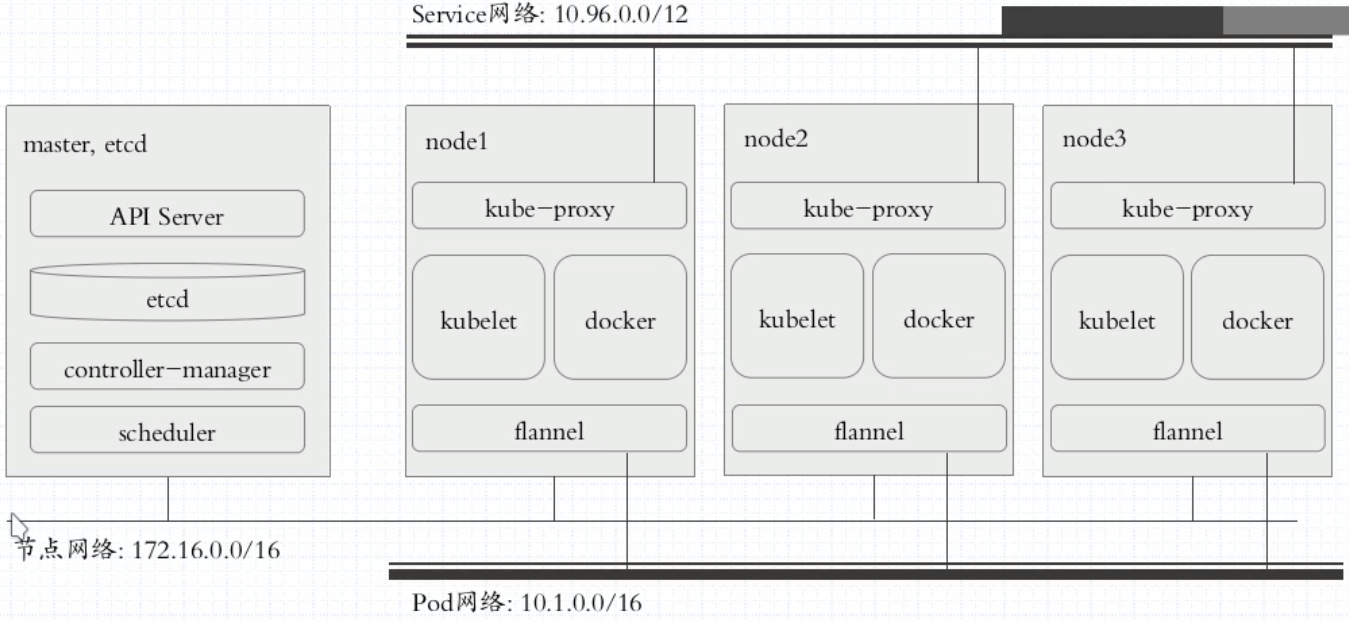 Service网络: 10.96.0.0/12
master, etcd
API Server
etcd
controller-manager
scheduler
node1
kube-proxy
kubelet
docker
flannel
node2
kube-proxy
kubelet
docker
flannel
node3
kube-proxy
kubelet
docker
flannel
节点网络: 172.16.0.0/16
Pod网络: 10.1.0.0/16